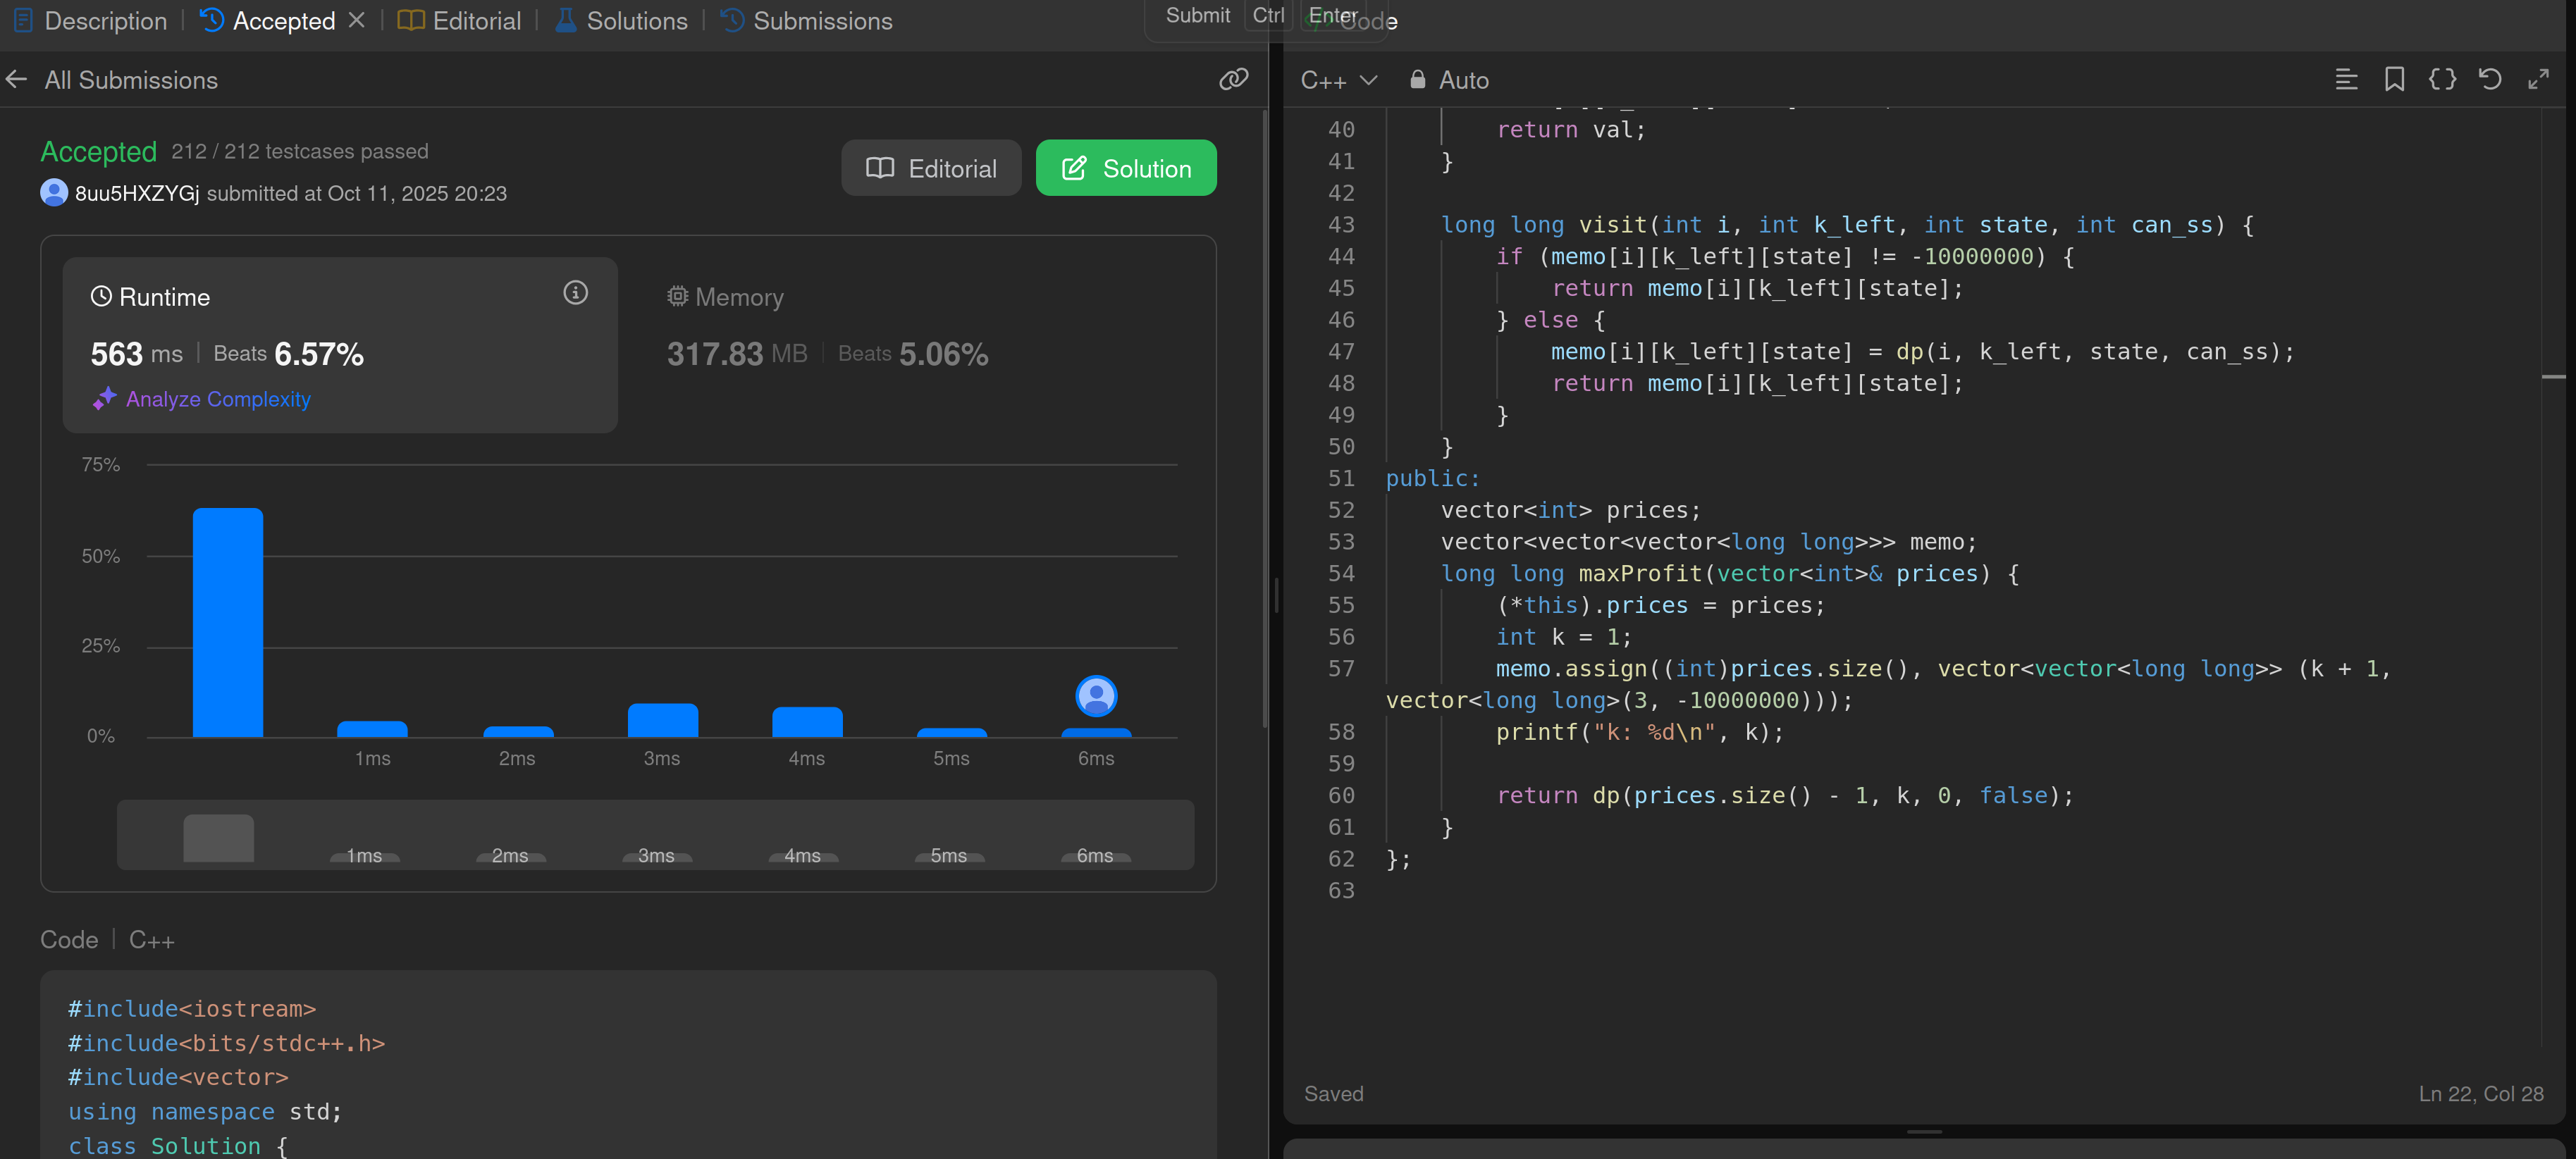 Description | Accepted × | Editorial | Solutions | Submissions
Submit Ctrl Enter
Code
All Submissions
Accepted 212 / 212 testcases passed
8uu5HXZYGj submitted at Oct 11, 2025 20:23
Editorial
Solution
Runtime
563 ms | Beats 6.57%
Analyze Complexity
Memory
317.83 MB | Beats 5.06%
75%
50%
25%
0%
1ms 2ms 3ms 4ms 5ms 6ms
1ms 2ms 3ms 4ms 5ms 6ms
Code | C++
#include<iostream>
#include<bits/stdc++.h>
#include<vector>
using namespace std;
class Solution {
C++ Auto
40 return val;
41 }
42
43 long long visit(int i, int k_left, int state, int can_ss) {
44 if (memo[i][k_left][state] != -10000000) {
45 return memo[i][k_left][state];
46 } else {
47 memo[i][k_left][state] = dp(i, k_left, state, can_ss);
48 return memo[i][k_left][state];
49 }
50 }
51 public:
52 vector<int> prices;
53 vector<vector<vector<long long>>> memo;
54 long long maxProfit(vector<int>& prices) {
55 (*this).prices = prices;
56 int k = 1;
57 memo.assign((int)prices.size(), vector<vector<long long>> (k + 1,
vector<long long>(3, -10000000)));
58 printf("k: %d\n", k);
59
60 return dp(prices.size() - 1, k, 0, false);
61 }
62 };
63
Saved
Ln 22, Col 28